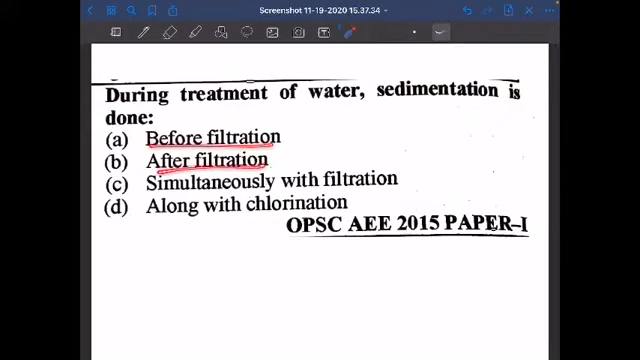 Screenshot 11-19-2020 15.37.34
During treatment of water, sedimentation is
done:
(a) Before filtration
(b) After filtration
(c) Simultaneously with filtration
(d) Along with chlorination
OPSC AEE 2015 PAPER–I